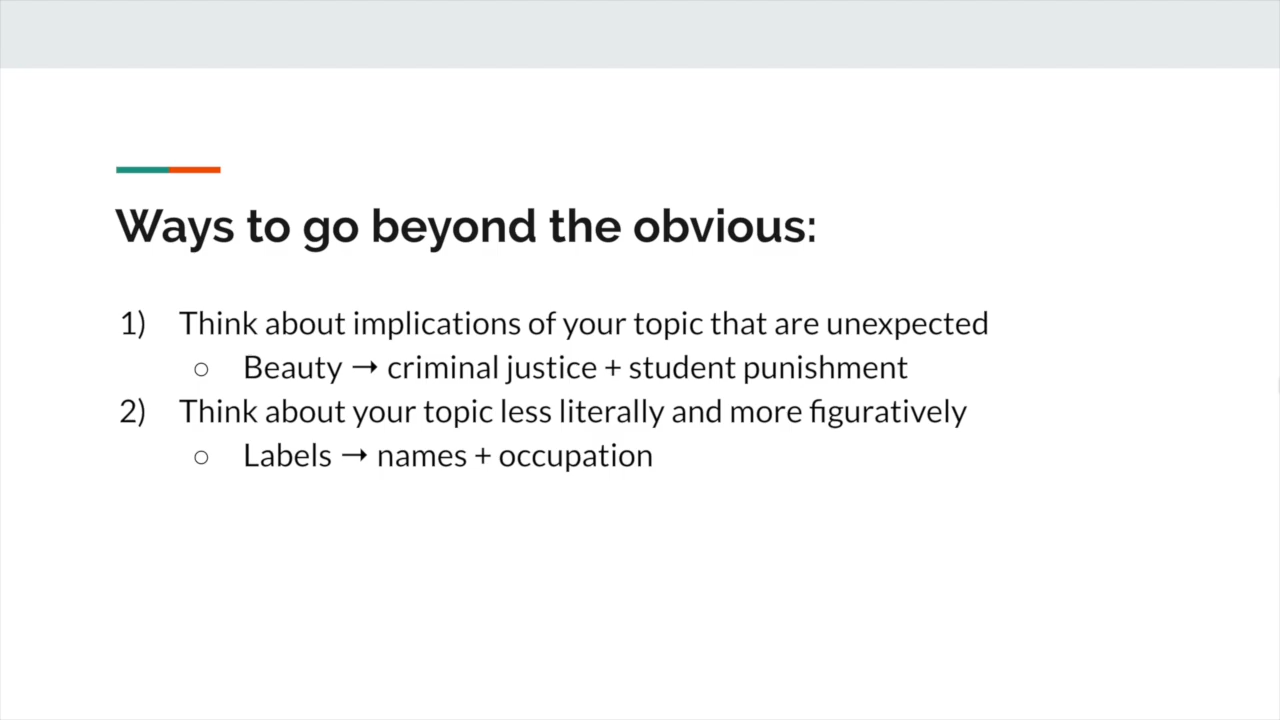 Ways to go beyond the obvious:
1) Think about implications of your topic that are unexpected
○ Beauty → criminal justice + student punishment
2) Think about your topic less literally and more figuratively
○ Labels → names + occupation